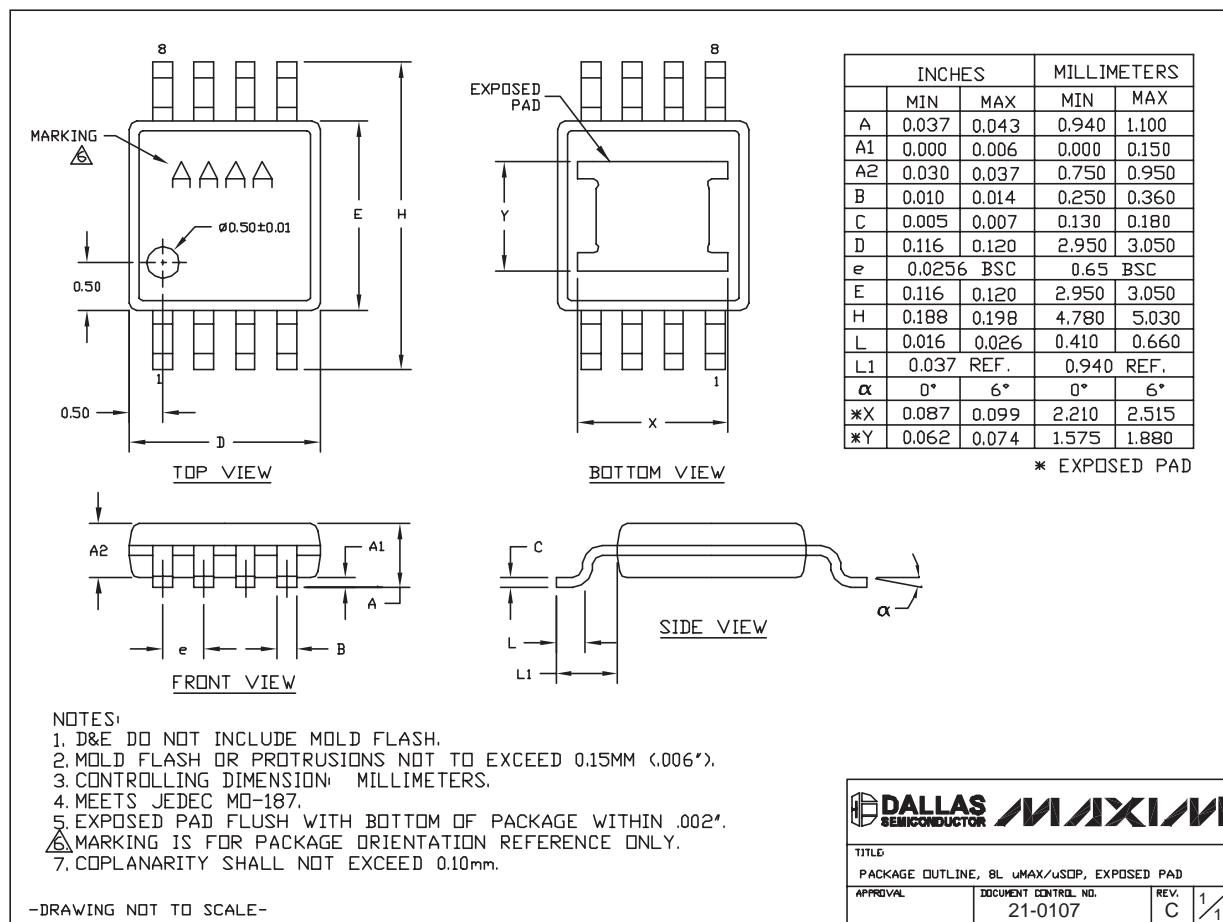 8
MARKING
6
AAAA
ø0.50±0.01
0.50
E
H
1
0.50
D
TOP VIEW
8
EXPOSED
PAD
Y
1
X
BOTTOM VIEW
INCHES MILLIMETERS
MIN MAX MIN MAX
A 0.037 0.043 0.940 1.100
A1 0.000 0.006 0.000 0.150
A2 0.030 0.037 0.750 0.950
B 0.010 0.014 0.250 0.360
C 0.005 0.007 0.130 0.180
D 0.116 0.120 2.950 3.050
e 0.0256 BSC 0.65 BSC
E 0.116 0.120 2.950 3.050
H 0.188 0.198 4.780 5.030
L 0.016 0.026 0.410 0.660
L1 0.037 REF. 0.940 REF.
α 0° 6° 0° 6°
*X 0.087 0.099 2.210 2.515
*Y 0.062 0.074 1.575 1.880
* EXPOSED PAD
A2
A1
A
e
B
FRONT VIEW
C
L
L1
α
SIDE VIEW
NOTES:
1. D&E DO NOT INCLUDE MOLD FLASH.
2. MOLD FLASH OR PROTRUSIONS NOT TO EXCEED 0.15MM (.006").
3. CONTROLLING DIMENSION: MILLIMETERS.
4. MEETS JEDEC MO-187.
5. EXPOSED PAD FLUSH WITH BOTTOM OF PACKAGE WITHIN .002".
6. MARKING IS FOR PACKAGE ORIENTATION REFERENCE ONLY.
7. COPLANARITY SHALL NOT EXCEED 0.10mm.
-DRAWING NOT TO SCALE-
DALLAS SEMICONDUCTOR MAXIM
TITLE:
PACKAGE OUTLINE, 8L uMAX/uSOP, EXPOSED PAD
APPROVAL
DOCUMENT CONTROL NO.
21-0107
REV.
C
1/1